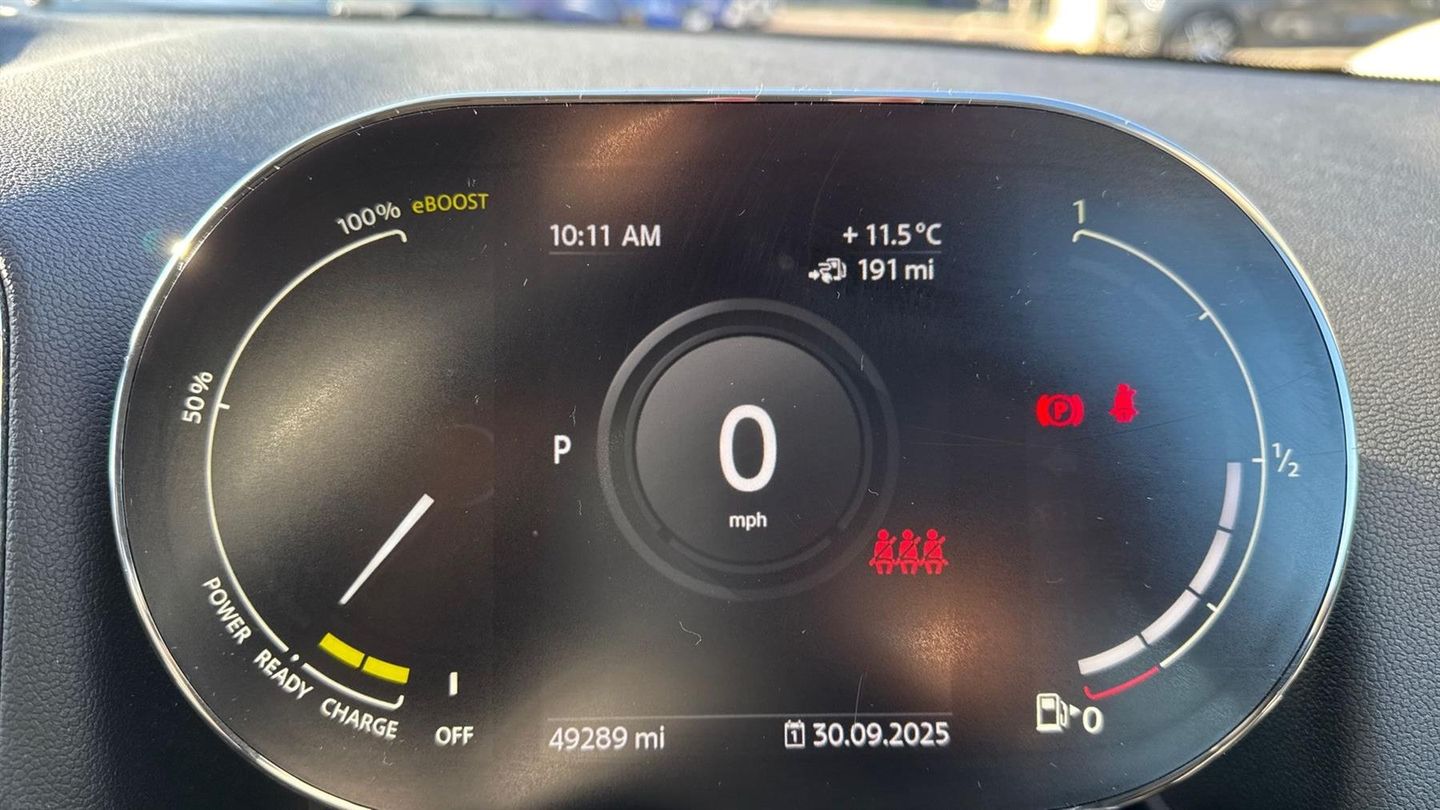 100% eBOOST
50%
POWER
READY
CHARGE
OFF
10:11 AM
+ 11.5°C
191 mi
P
0
mph
P
49289 mi
1 30.09.2025
1
1/2
0